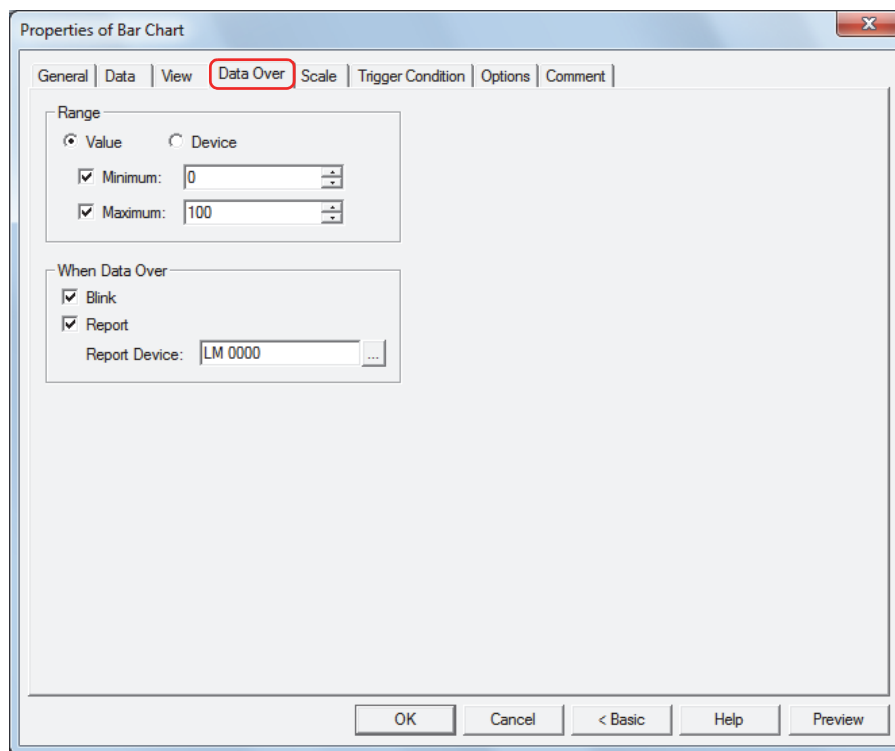 Properties of Bar Chart
General Data View Data Over Scale Trigger Condition Options Comment
Range
Value Device
Minimum: 0
Maximum: 100
When Data Over
Blink
Report
Report Device: LM 0000 ...
OK Cancel < Basic Help Preview